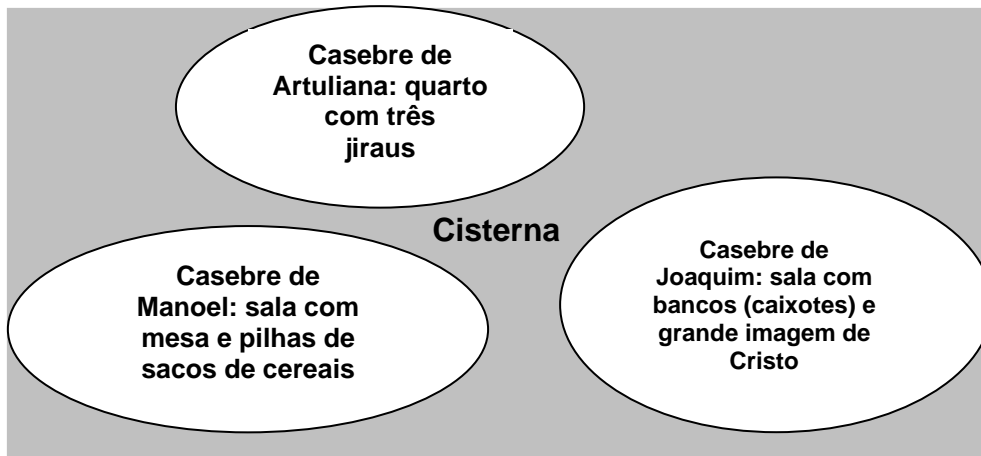 Casebre de
Artuliana: quarto
com três
jiraus
Cisterna
Casebre de
Manoel: sala com
mesa e pilhas de
sacos de cereais
Casebre de
Joaquim: sala com
bancos (caixotes) e
grande imagem de
Cristo